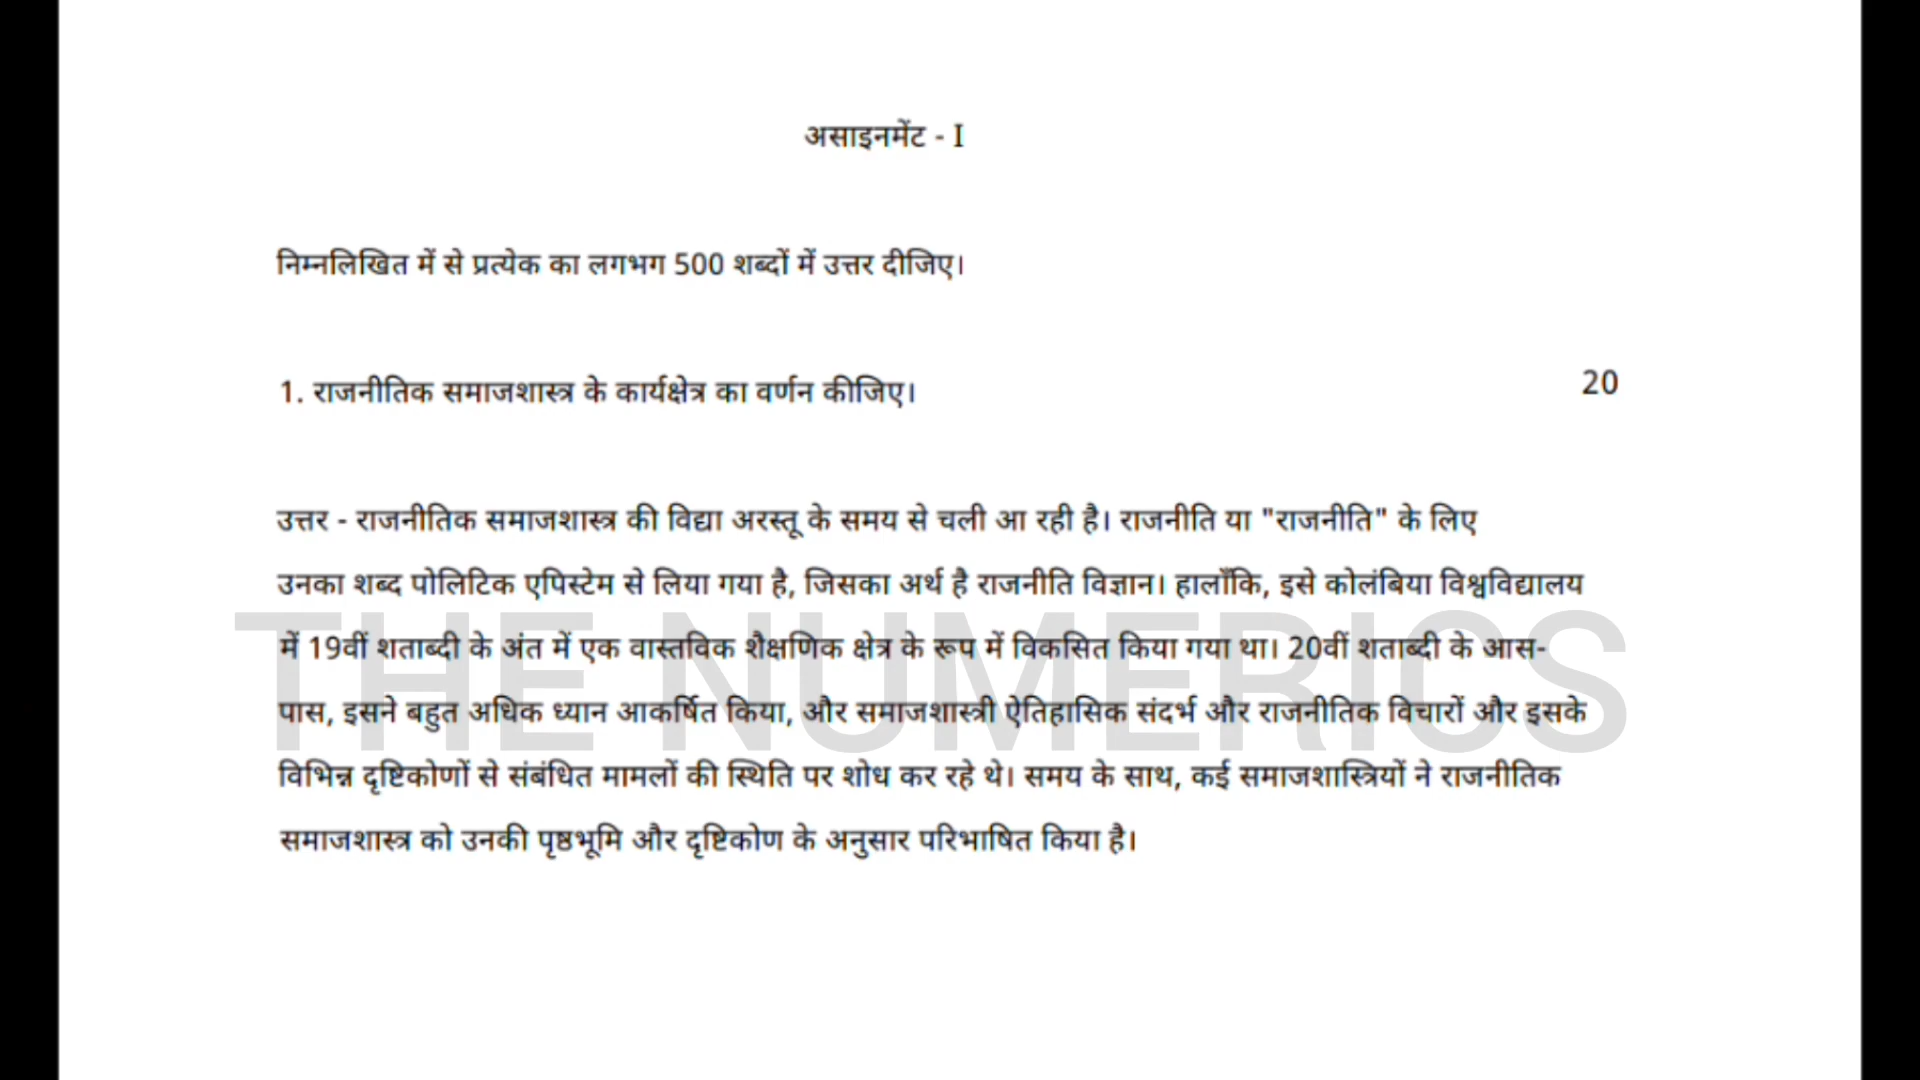 असाइनमेंट - I
निम्नलिखित में से प्रत्येक का लगभग 500 शब्दों में उत्तर दीजिए।
1. राजनीतिक समाजशास्त्र के कार्यक्षेत्र का वर्णन कीजिए। 20
उत्तर - राजनीतिक समाजशास्त्र की विद्या अरस्तू के समय से चली आ रही है। राजनीति या "राजनीति" के लिए
उनका शब्द पोलिटिक एपिस्टेम से लिया गया है, जिसका अर्थ है राजनीति विज्ञान। हालाँकि, इसे कोलंबिया विश्वविद्यालय
में 19वीं शताब्दी के अंत में एक वास्तविक शैक्षणिक क्षेत्र के रूप में विकसित किया गया था। 20वीं शताब्दी के आस-
पास, इसने बहुत अधिक ध्यान आकर्षित किया, और समाजशास्त्री ऐतिहासिक संदर्भ और राजनीतिक विचारों और इसके
विभिन्न दृष्टिकोणों से संबंधित मामलों की स्थिति पर शोध कर रहे थे। समय के साथ, कई समाजशास्त्रियों ने राजनीतिक
समाजशास्त्र को उनकी पृष्ठभूमि और दृष्टिकोण के अनुसार परिभाषित किया है।
THE NUMERICS